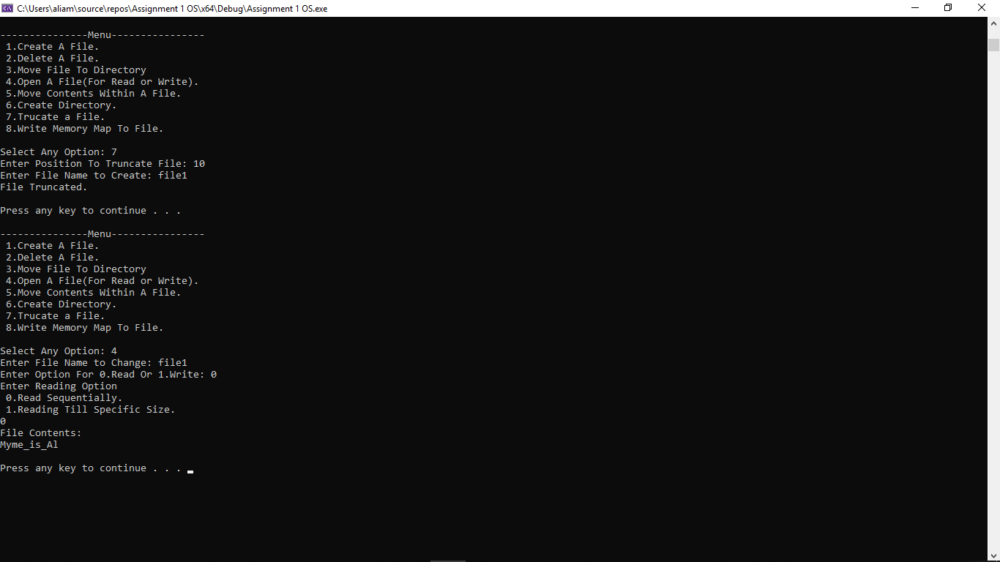 C:\Users\aliam\source\repos\Assignment 1 OS\x64\Debug\Assignment 1 OS.exe
---------------Menu----------------
1.Create A File.
2.Delete A File.
3.Move File To Directory
4.Open A File(For Read or Write).
5.Move Contents Within A File.
6.Create Directory.
7.Trucate a File.
8.Write Memory Map To File.
Select Any Option: 7
Enter Position To Truncate File: 10
Enter File Name to Create: file1
File Truncated.
Press any key to continue . . .
---------------Menu----------------
1.Create A File.
2.Delete A File.
3.Move File To Directory
4.Open A File(For Read or Write).
5.Move Contents Within A File.
6.Create Directory.
7.Trucate a File.
8.Write Memory Map To File.
Select Any Option: 4
Enter File Name to Change: file1
Enter Option For 0.Read Or 1.Write: 0
Enter Reading Option
0.Read Sequentially.
1.Reading Till Specific Size.
0
File Contents:
Myme_is_Al
Press any key to continue . . .